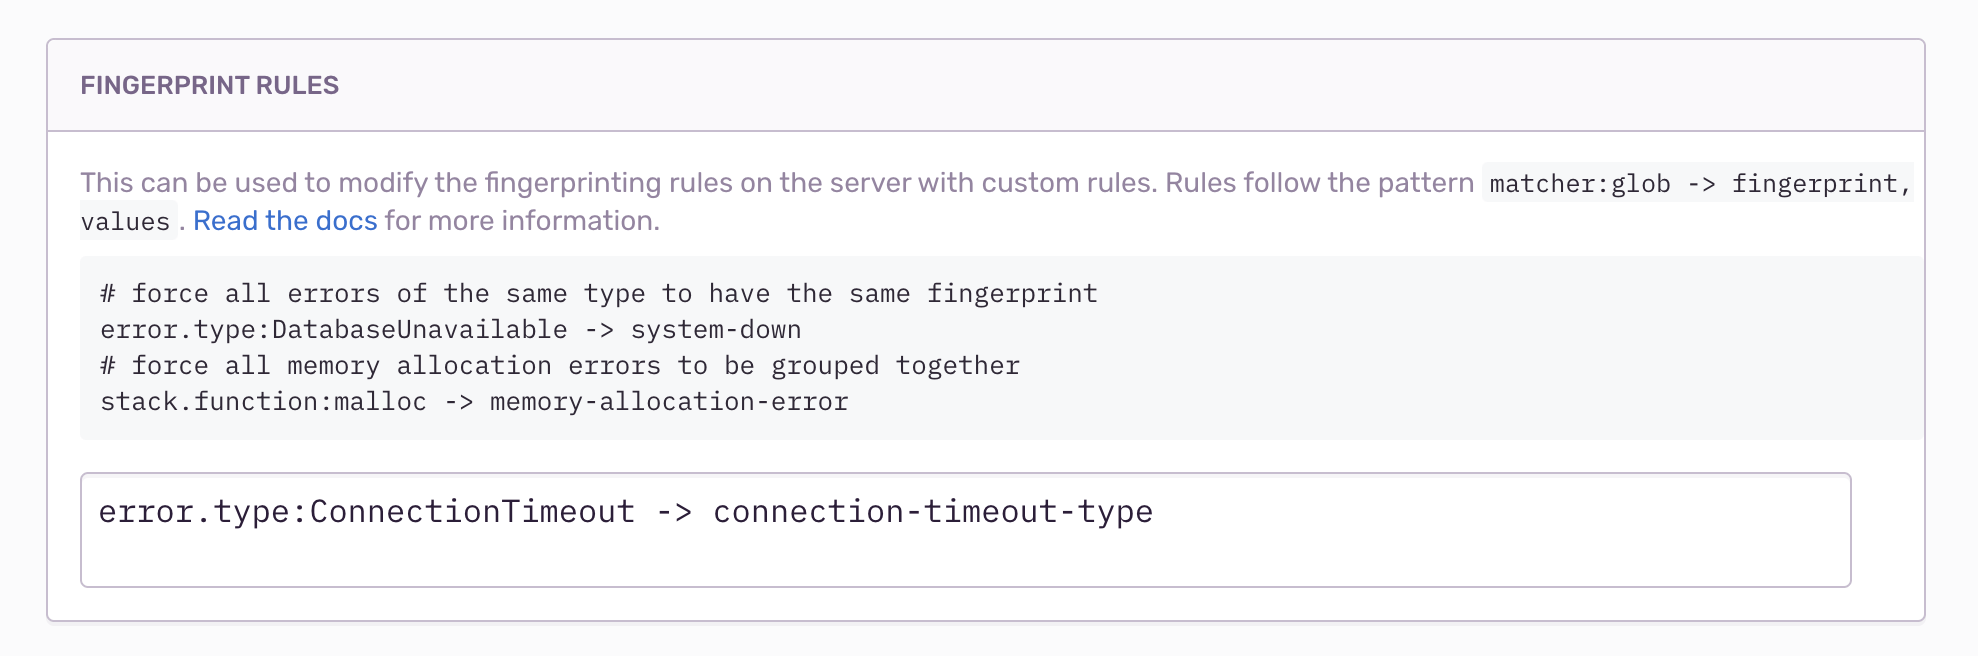 FINGERPRINT RULES
This can be used to modify the fingerprinting rules on the server with custom rules. Rules follow the pattern matcher:glob -> fingerprint,
values. Read the docs for more information.
# force all errors of the same type to have the same fingerprint
error.type:DatabaseUnavailable -> system-down
# force all memory allocation errors to be grouped together
stack.function:malloc -> memory-allocation-error
error.type:ConnectionTimeout -> connection-timeout-type